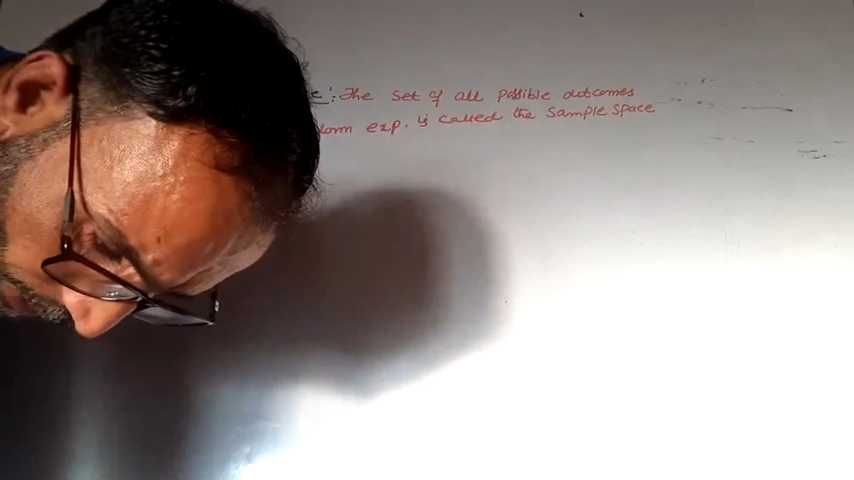 : The set of all possible outcomes
exp. is called the sample space